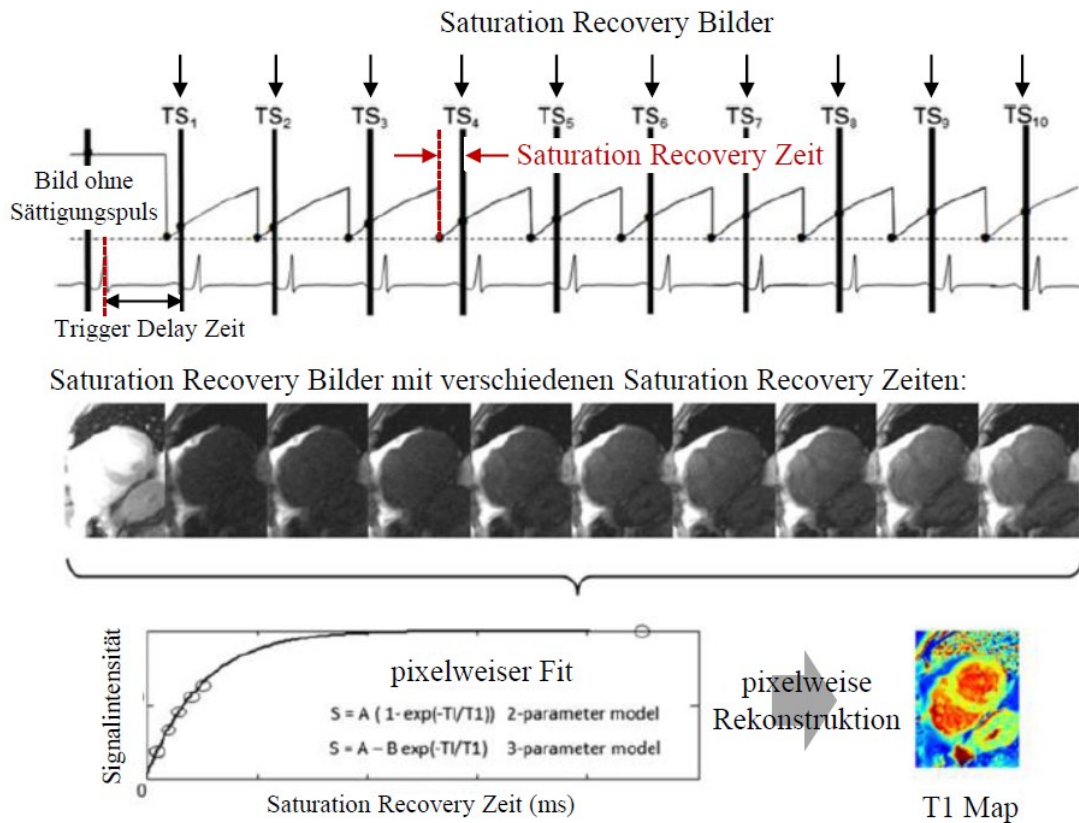 Saturation Recovery Bilder
TS1 TS2 TS3 TS4 TS5 TS6 TS7 TS8 TS9 TS10
Saturation Recovery Zeit
Bild ohne
Sättigungspuls
Trigger Delay Zeit
Saturation Recovery Bilder mit verschiedenen Saturation Recovery Zeiten:
Signalintensität
pixelweiser Fit
S = A ( 1- exp(-TI/T1)) 2-parameter model
S = A – B exp(-TI/T1) 3-parameter model
0
Saturation Recovery Zeit (ms)
pixelweise
Rekonstruktion
T1 Map